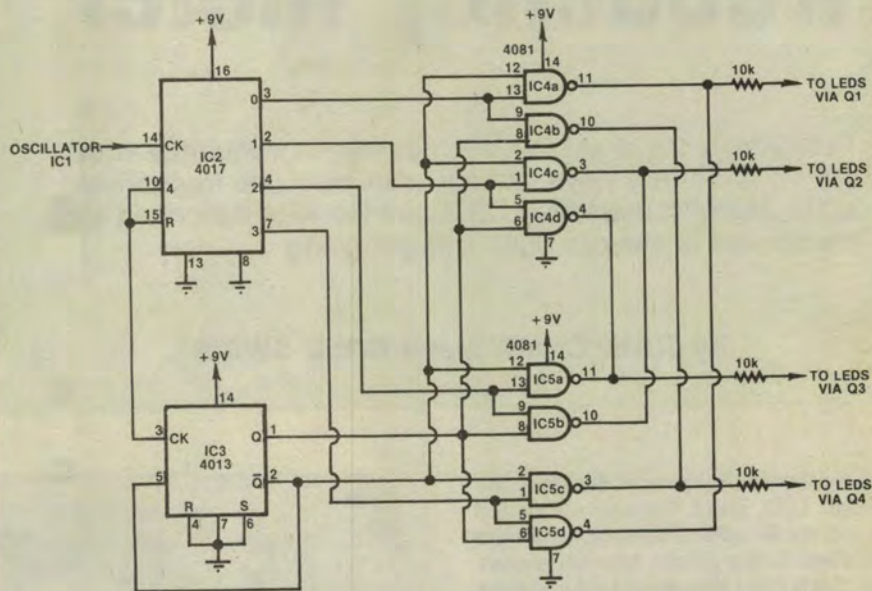 +9V
16
OSCILLATOR
IC1
14
CK
IC2
4017
10
4
15
R
13
8
0
3
1
2
2
4
3
7
+9V
14
3
CK
IC3
4013
5
Q
1
Q̅
2
R
S
4
7
6
+9V
4081
14
12
13
IC4a
11
9
8
IC4b
10
2
1
IC4c
3
5
6
IC4d
4
7
+9V
4081
14
12
13
IC5a
11
9
8
IC5b
10
2
1
IC5c
3
5
6
IC5d
4
7
10k
TO LEDS
VIA Q1
10k
TO LEDS
VIA Q2
10k
TO LEDS
VIA Q3
10k
TO LEDS
VIA Q4